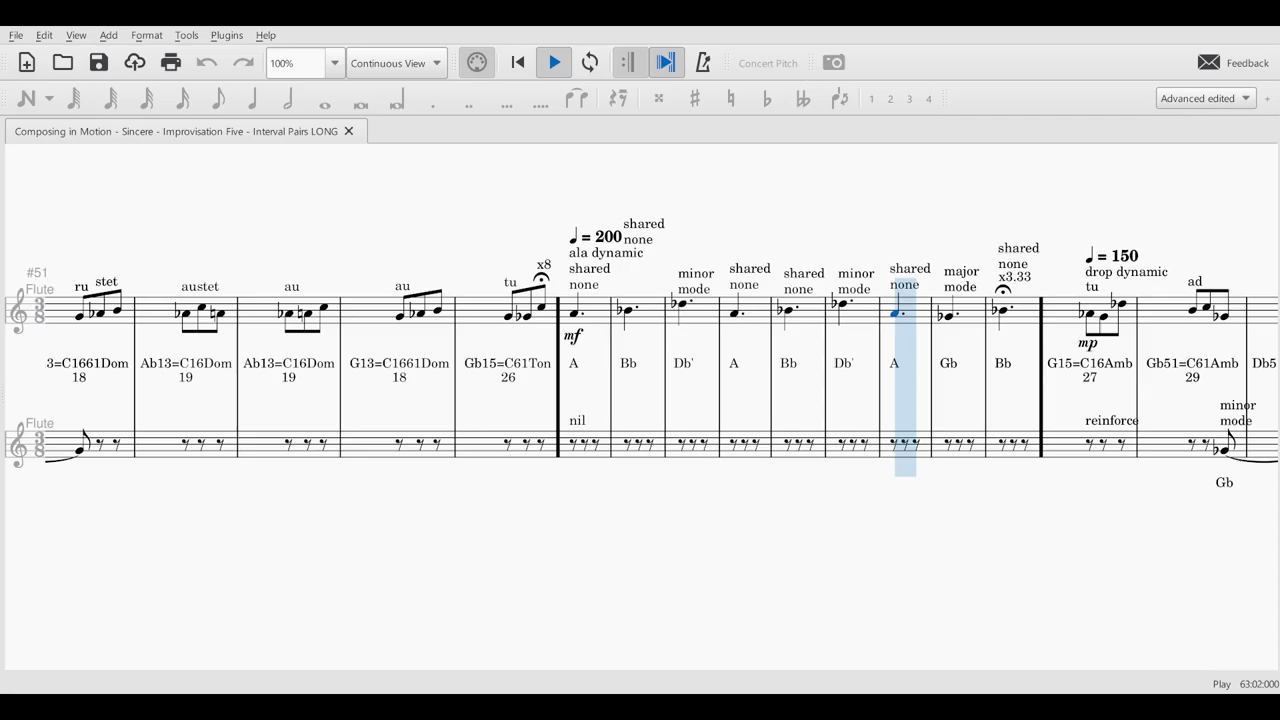 File Edit View Add Format Tools Plugins Help
100% Continuous View Concert Pitch Feedback
1 2 3 4 Advanced edited +
Composing in Motion - Sincere - Improvisation Five - Interval Pairs LONG
#51
Flute
3 8
ru stet austet au au tu x8
= 200
ala dynamic
shared
none
shared
none
minor
mode
shared
none
shared
none
minor
mode
shared
none
major
mode
shared
none
x3.33
= 150
drop dynamic
tu
ad
mf
mp
3=C1661Dom Ab13=C16Dom Ab13=C16Dom G13=C1661Dom Gb15=C61Ton A Bb Db' A Bb Db' A Gb Bb G15=C16Amb Gb51=C61Amb Db5
18 19 19 18 26 27 29
Flute
3 8
nil
reinforce
minor
mode
Gb
Play 63:02:000